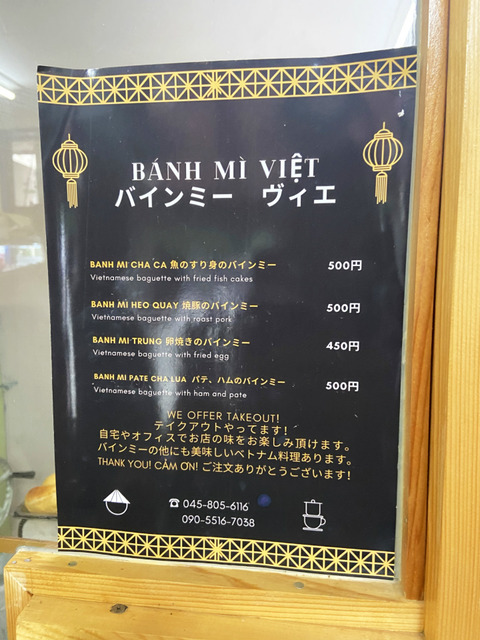 BÁNH MÌ VIỆT
バインミー ヴィエ
BANH MI CHA CA 魚のすり身のバインミー 500円
Vietnamese baguette with fried fish cakes
BANH MI HEO QUAY 焼豚のバインミー 500円
Vietnamese baguette with roast pork
BANH MI TRUNG 卵焼きのバインミー 450円
Vietnamese baguette with fried egg
BANH MI PATE CHA LUA パテ、ハムのバインミー 500円
Vietnamese baguette with ham and pate
WE OFFER TAKEOUT!
テイクアウトやってます!
自宅やオフィスでお店の味をお楽しみ頂けます。
バインミーの他にも美味しいベトナム料理あります。
THANK YOU! CẢM ƠN! ご注文ありがとうございます!
☎ 045-805-6116
090-5516-7038